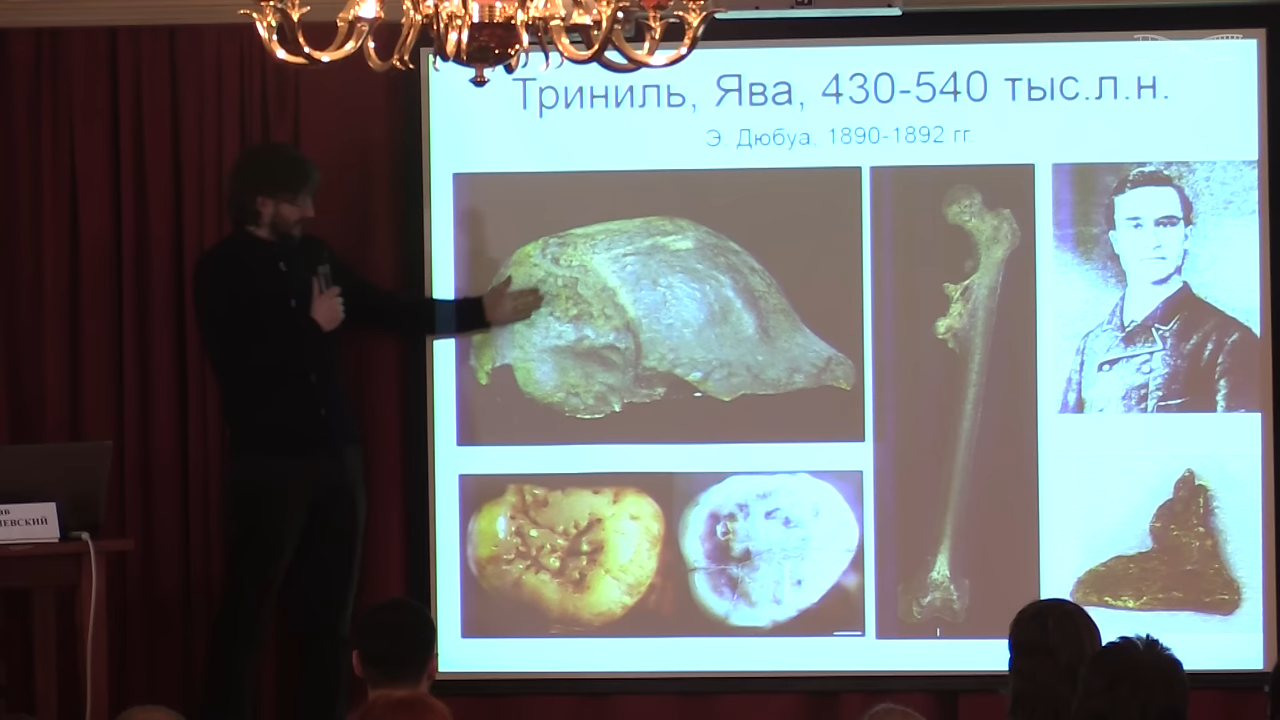 Триниль, Ява, 430-540 тыс.л.н.
Э. Дюбуа, 1890-1892 гг.